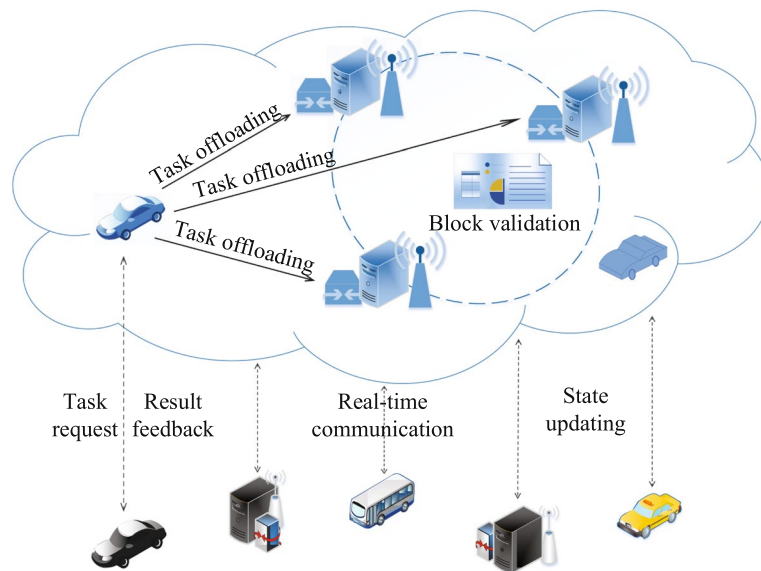 Task offloading
Task offloading
Task offloading
Block validation
Task
request
Result
feedback
Real-time
communication
State
updating